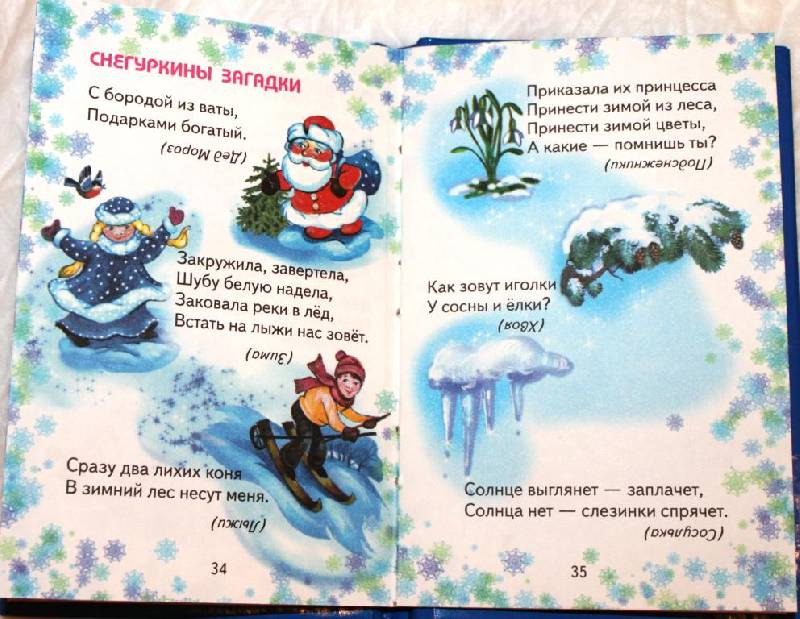 СНЕГУРКИНЫ ЗАГАДКИ
С бородой из ваты,
Подарками богатый.
(Дед Мороз)
Закружила, завертела,
Шубу белую надела,
Заковала реки в лёд,
Встать на лыжи нас зовёт.
(Зима)
Сразу два лихих коня
В зимний лес несут меня.
(Лыжи)
34
Приказала их принцесса
Принести зимой из леса,
Принести зимой цветы,
А какие — помнишь ты?
(Подснежники)
Как зовут иголки
У сосны и ёлки?
(Хвоя)
Солнце выглянет — заплачет,
Солнца нет — слезинки спрячет.
(Сосулька)
35